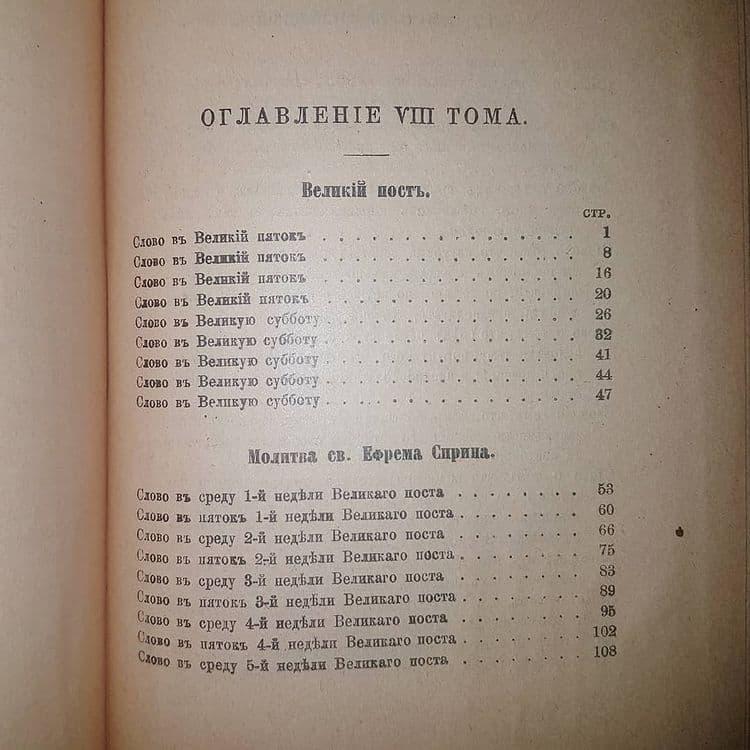 ОГЛАВЛЕНІЕ VIII ТОМА.
Великій постъ.
СТР.
Слово въ Великій пятокъ . . . . . . . . . . . . . 1
Слово въ Великій пятокъ . . . . . . . . . . . . . 8
Слово въ Великій пятокъ . . . . . . . . . . . . . 16
Слово въ Великій пятокъ . . . . . . . . . . . . . 20
Слово въ Великую субботу . . . . . . . . . . . . . 26
Слово въ Великую субботу . . . . . . . . . . . . . 32
Слово въ Великую субботу . . . . . . . . . . . . . 41
Слово въ Великую субботу . . . . . . . . . . . . . 44
Слово въ Великую субботу . . . . . . . . . . . . . 47
Молитва св. Ефрема Сирина.
Слово въ среду 1-й недѣли Великаго поста . . . . . . . 53
Слово въ пятокъ 1-й недѣли Великаго поста . . . . . . . 60
Слово въ среду 2-й недѣли Великаго поста . . . . . . . 66
Слово въ пятокъ 2-й недѣли Великаго поста . . . . . . . 75
Слово въ среду 3-й недѣли Великаго поста . . . . . . . 83
Слово въ пятокъ 3-й недѣли Великаго поста . . . . . . . 89
Слово въ среду 4-й недѣли Великаго поста . . . . . . . 95
Слово въ пятокъ 4-й недѣли Великаго поста . . . . . . . 102
Слово въ среду 5-й недѣли Великаго поста . . . . . . . 108